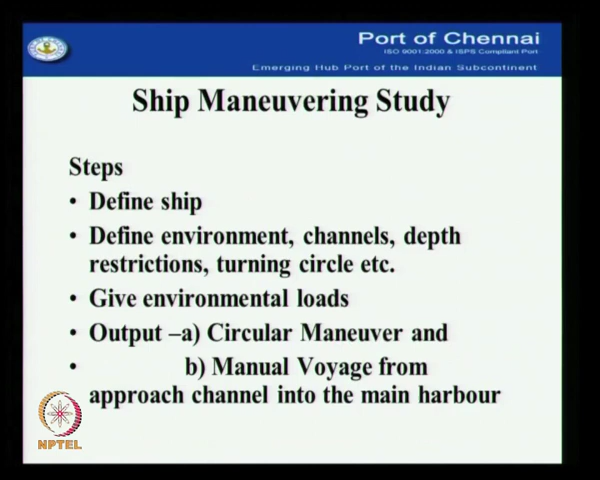 Port of Chennai
ISO 9001:2000 & ISPS Compliant Port
Emerging Hub Port of the Indian Subcontinent
Ship Maneuvering Study
Steps
• Define ship
• Define environment, channels, depth
restrictions, turning circle etc.
• Give environmental loads
• Output –a) Circular Maneuver and
• b) Manual Voyage from
approach channel into the main harbour
NPTEL